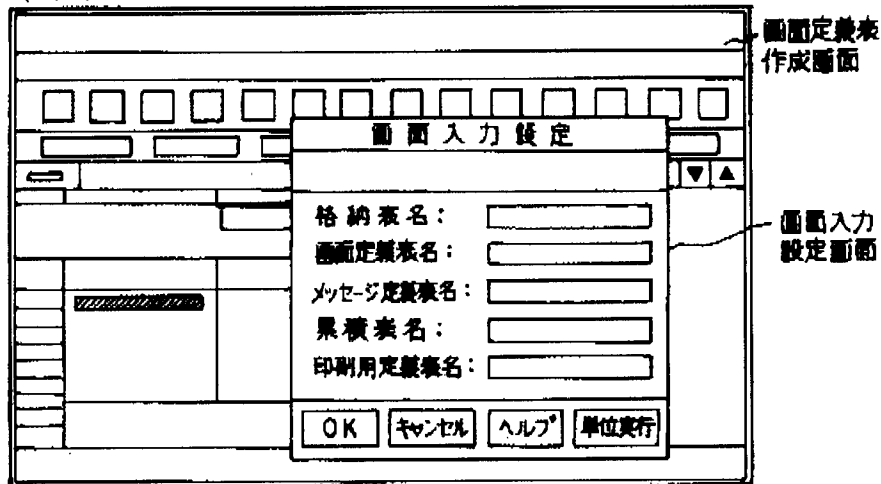 画面定義表
作成画面
画面入力設定
格納表名:
画面定義表名:
メッセージ定義表名:
累積表名:
印刷用定義表名:
画面入力
設定画面
OK
キャンセル
ヘルプ
単位実行